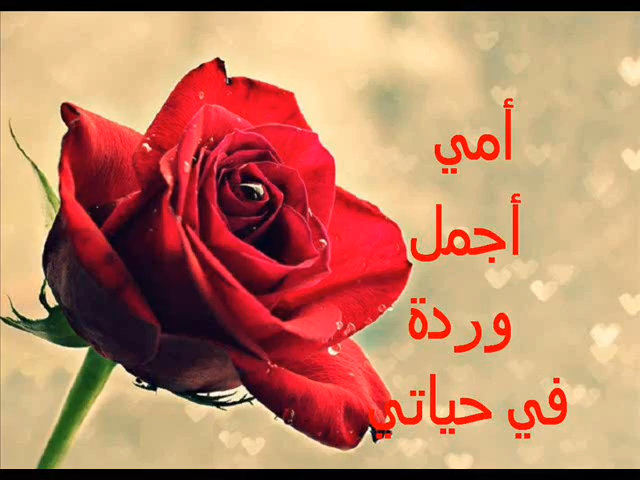 أمي
أجمل
وردة
في حياتي